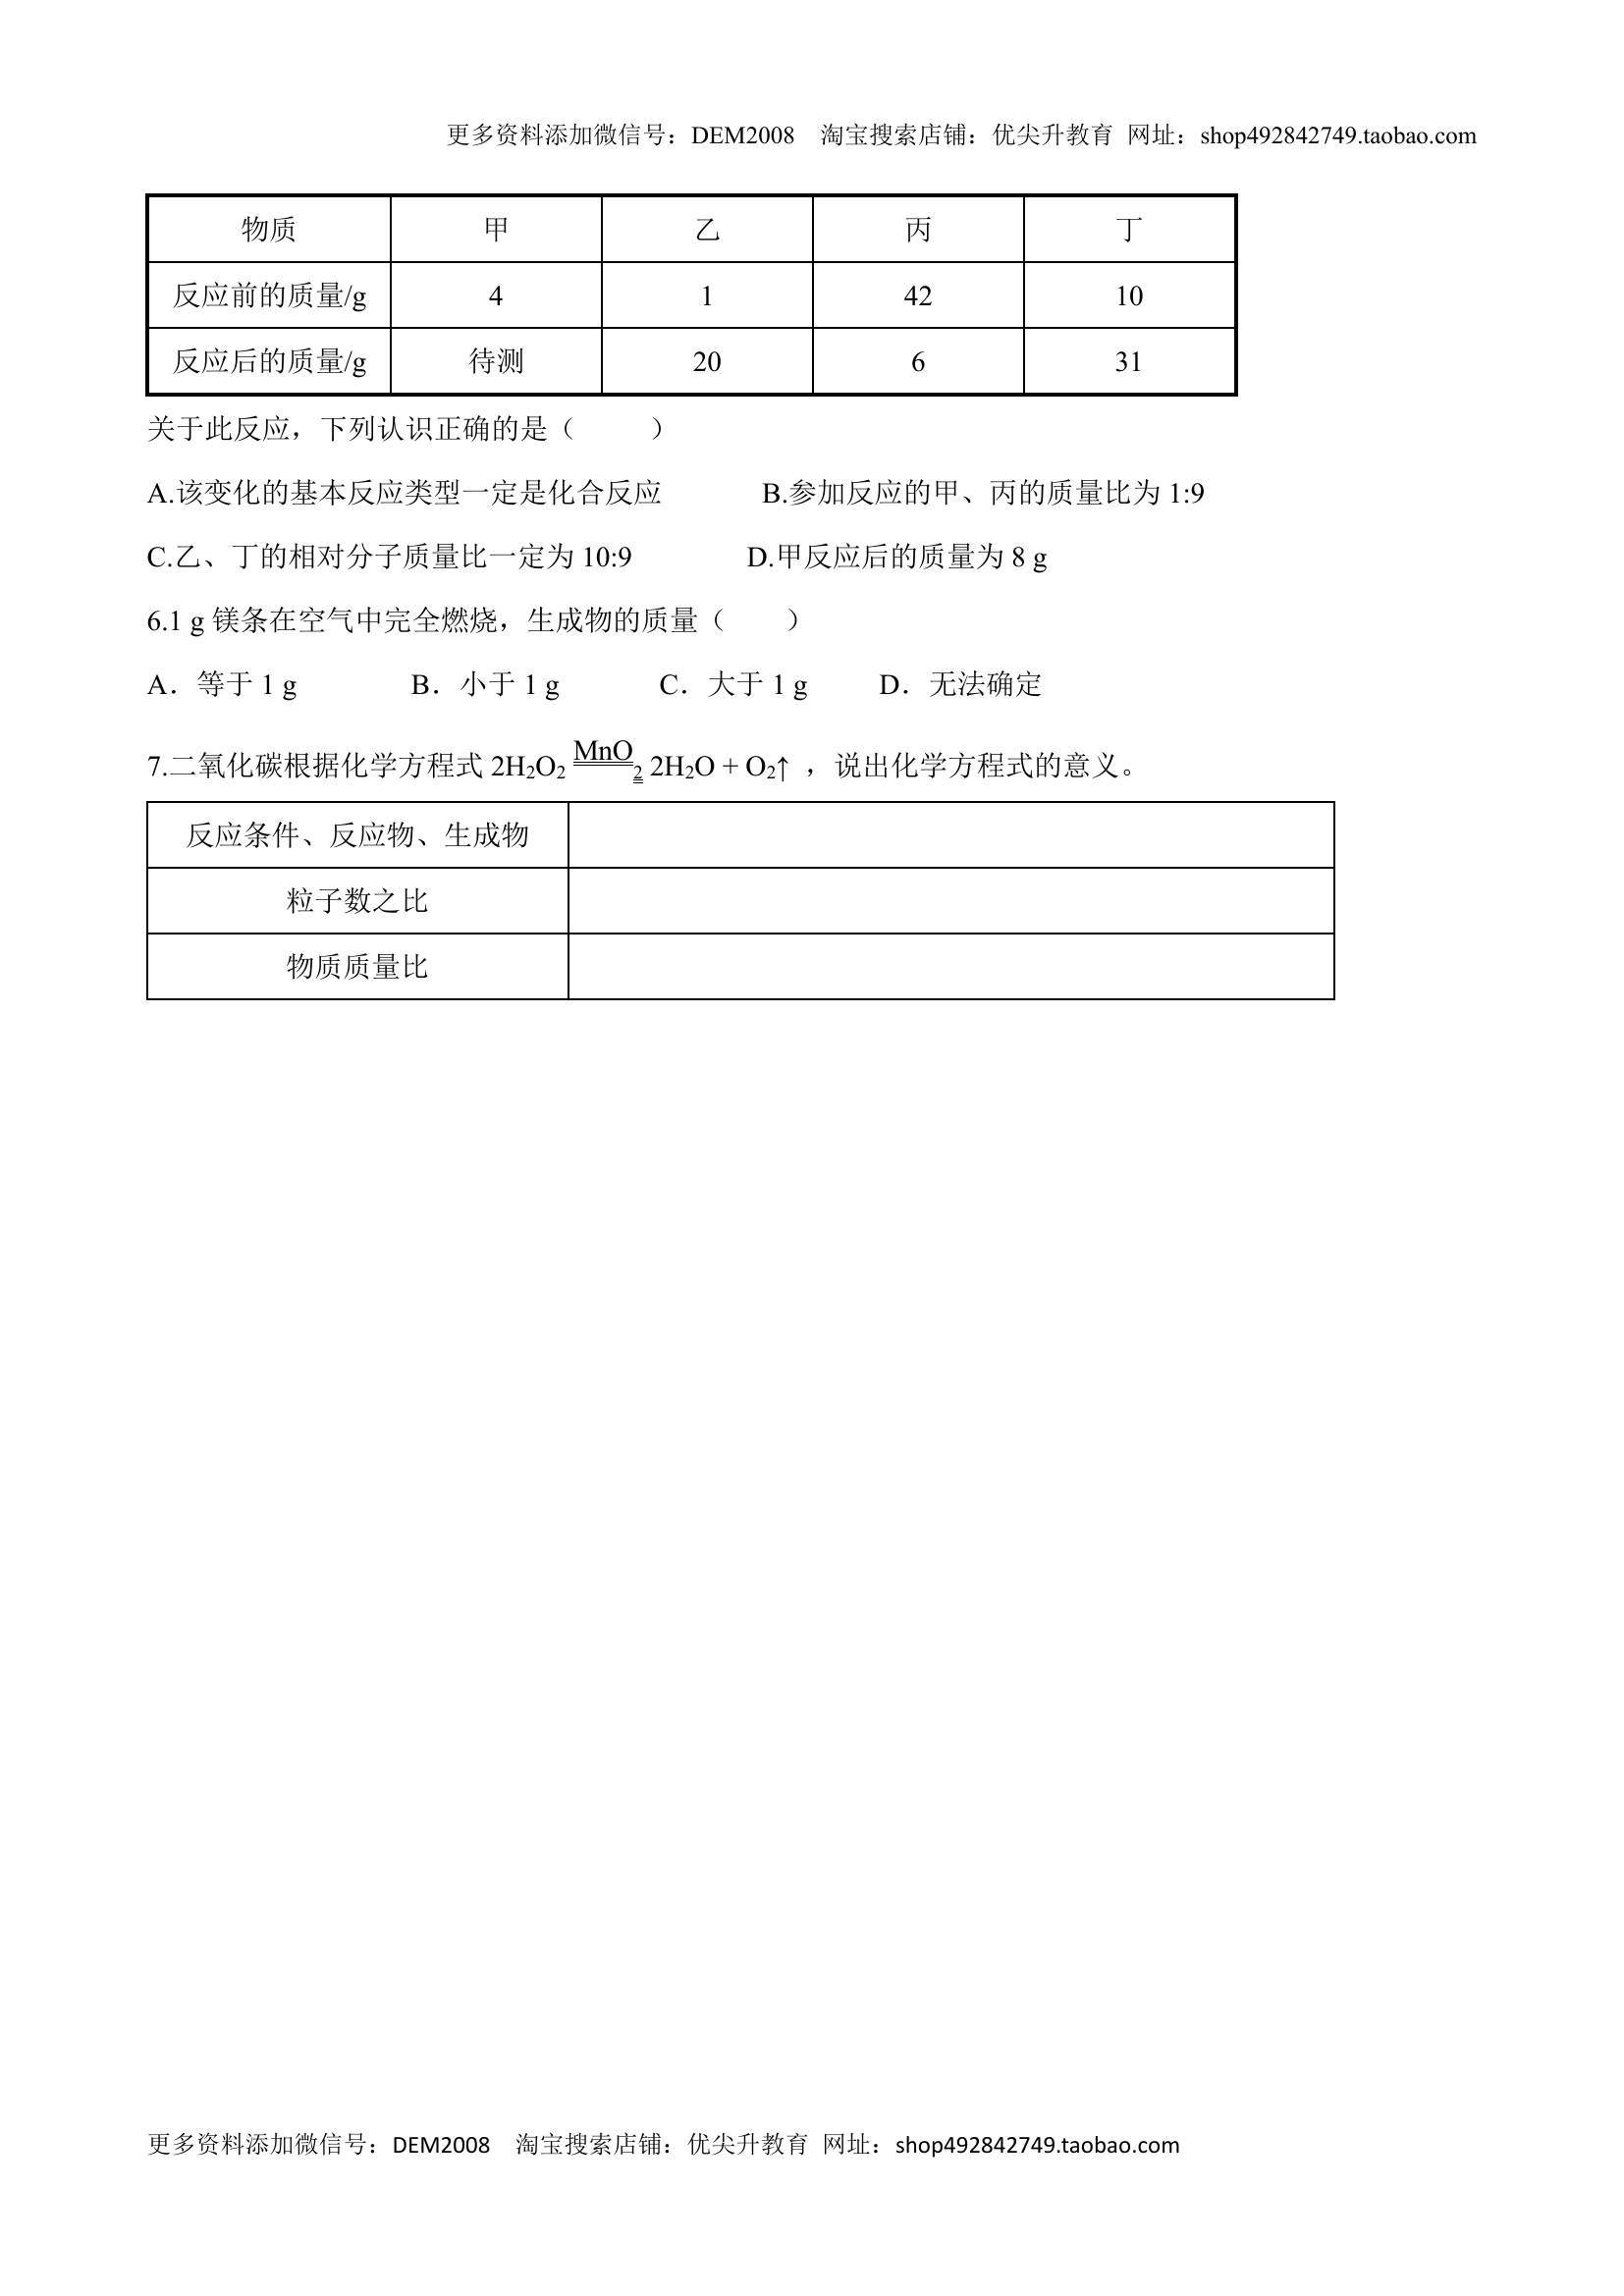 更多资料添加微信号：DEM2008 淘宝搜索店铺：优尖升教育 网址：shop492842749.taobao.com
物质 甲 乙 丙 丁
反应前的质量/g 4 1 42 10
反应后的质量/g 待测 20 6 31
关于此反应，下列认识正确的是（ ）
A.该变化的基本反应类型一定是化合反应 B.参加反应的甲、丙的质量比为 1:9
C.乙、丁的相对分子质量比一定为 10:9 D.甲反应后的质量为 8 g
6.1 g 镁条在空气中完全燃烧，生成物的质量（ ）
A．等于 1 g B．小于 1 g C．大于 1 g D．无法确定
7.二氧化碳根据化学方程式 2H₂O₂ MnO₂ 2H₂O + O₂↑ ，说出化学方程式的意义。
反应条件、反应物、生成物
粒子数之比
物质质量比
更多资料添加微信号：DEM2008 淘宝搜索店铺：优尖升教育 网址：shop492842749.taobao.com